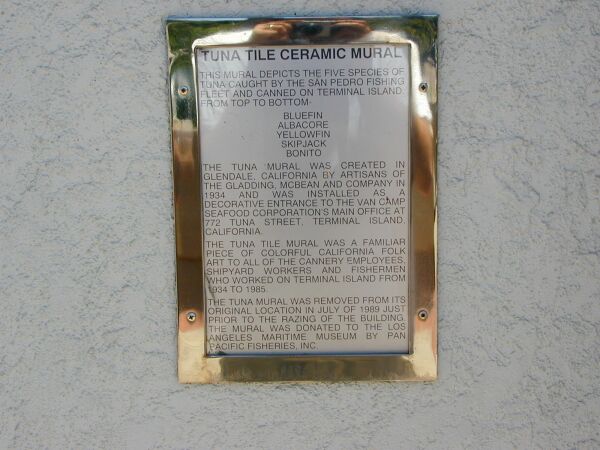 TUNA TILE CERAMIC MURAL
THIS MURAL DEPICTS THE FIVE SPECIES OF
TUNA CAUGHT BY THE SAN PEDRO FISHING
FLEET AND CANNED ON TERMINAL ISLAND.
FROM TOP TO BOTTOM-
BLUEFIN
ALBACORE
YELLOWFIN
SKIPJACK
BONITO
THE TUNA MURAL WAS CREATED IN
GLENDALE, CALIFORNIA BY ARTISANS OF
THE GLADDING, MCBEAN AND COMPANY IN
1934 AND WAS INSTALLED AS A
DECORATIVE ENTRANCE TO THE VAN CAMP
SEAFOOD CORPORATION'S MAIN OFFICE AT
772 TUNA STREET, TERMINAL ISLAND,
CALIFORNIA.
THE TUNA TILE MURAL WAS A FAMILIAR
PIECE OF COLORFUL CALIFORNIA FOLK
ART TO ALL OF THE CANNERY EMPLOYEES,
SHIPYARD WORKERS AND FISHERMEN
WHO WORKED ON TERMINAL ISLAND FROM
1934 TO 1985.
THE TUNA MURAL WAS REMOVED FROM ITS
ORIGINAL LOCATION IN JULY OF 1989 JUST
PRIOR TO THE RAZING OF THE BUILDING.
THE MURAL WAS DONATED TO THE LOS
ANGELES MARITIME MUSEUM BY PAN
PACIFIC FISHERIES, INC.